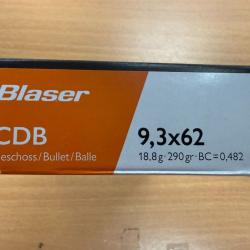 Blaser
CDB
9,3x62
eschoss/Bullet/Balle
18,8g·290gr·BC=0,482